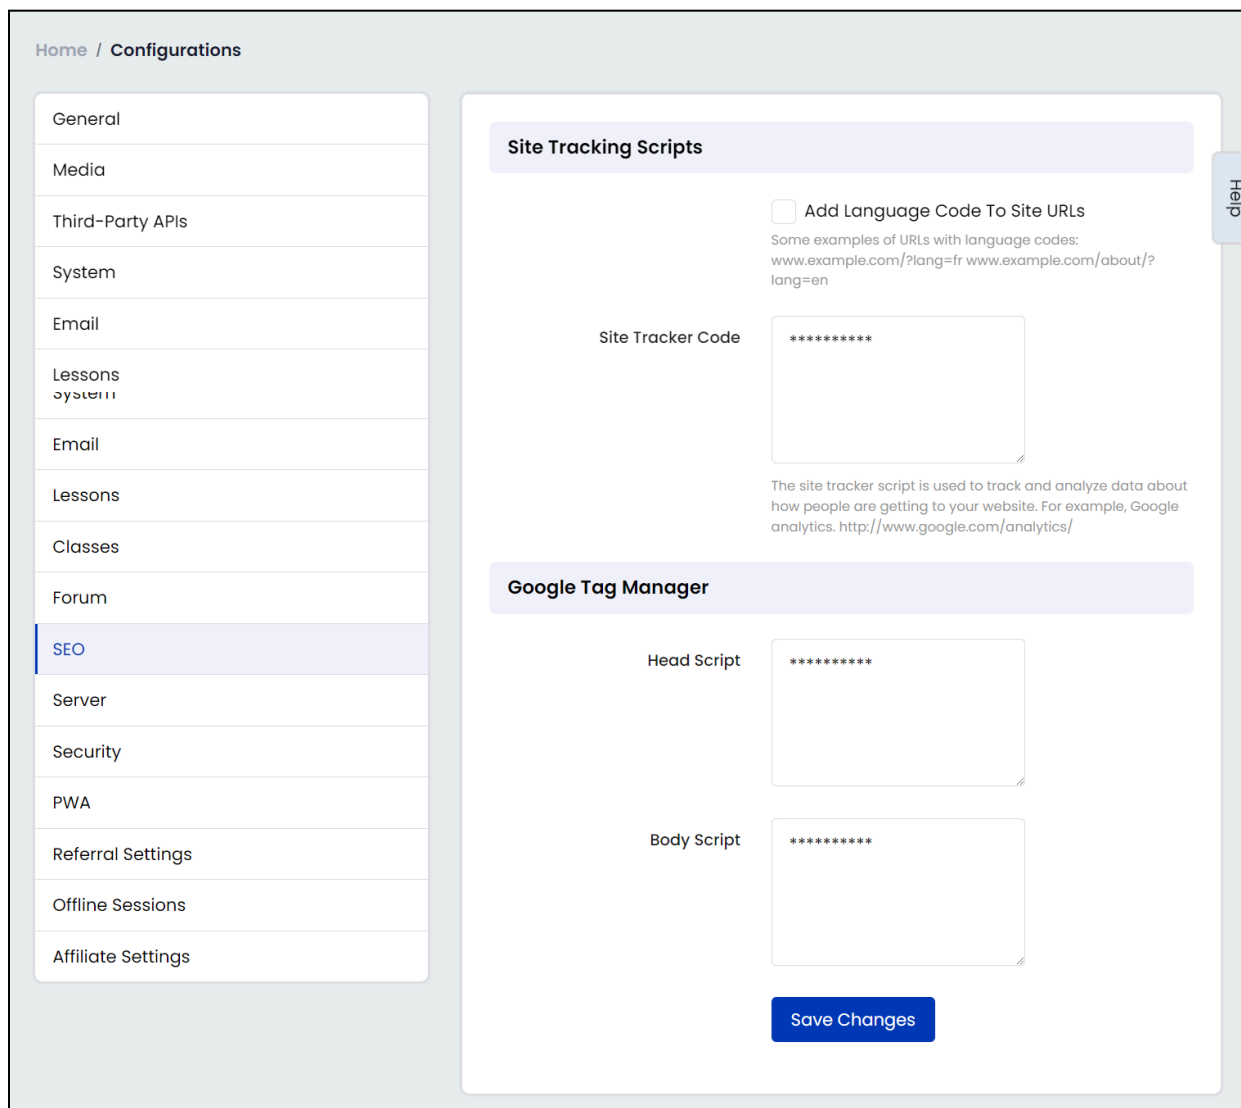 Home / Configurations
General
Media
Third-Party APIs
System
Email
Lessons
System
Email
Lessons
Classes
Forum
SEO
Server
Security
PWA
Referral Settings
Offline Sessions
Affiliate Settings
Site Tracking Scripts
Add Language Code To Site URLs
Some examples of URLs with language codes:
www.example.com/?lang=fr www.example.com/about/?
lang=en
Site Tracker Code
**********
The site tracker script is used to track and analyze data about
how people are getting to your website. For example, Google
analytics. http://www.google.com/analytics/
Google Tag Manager
Head Script
**********
Body Script
**********
Save Changes
Help